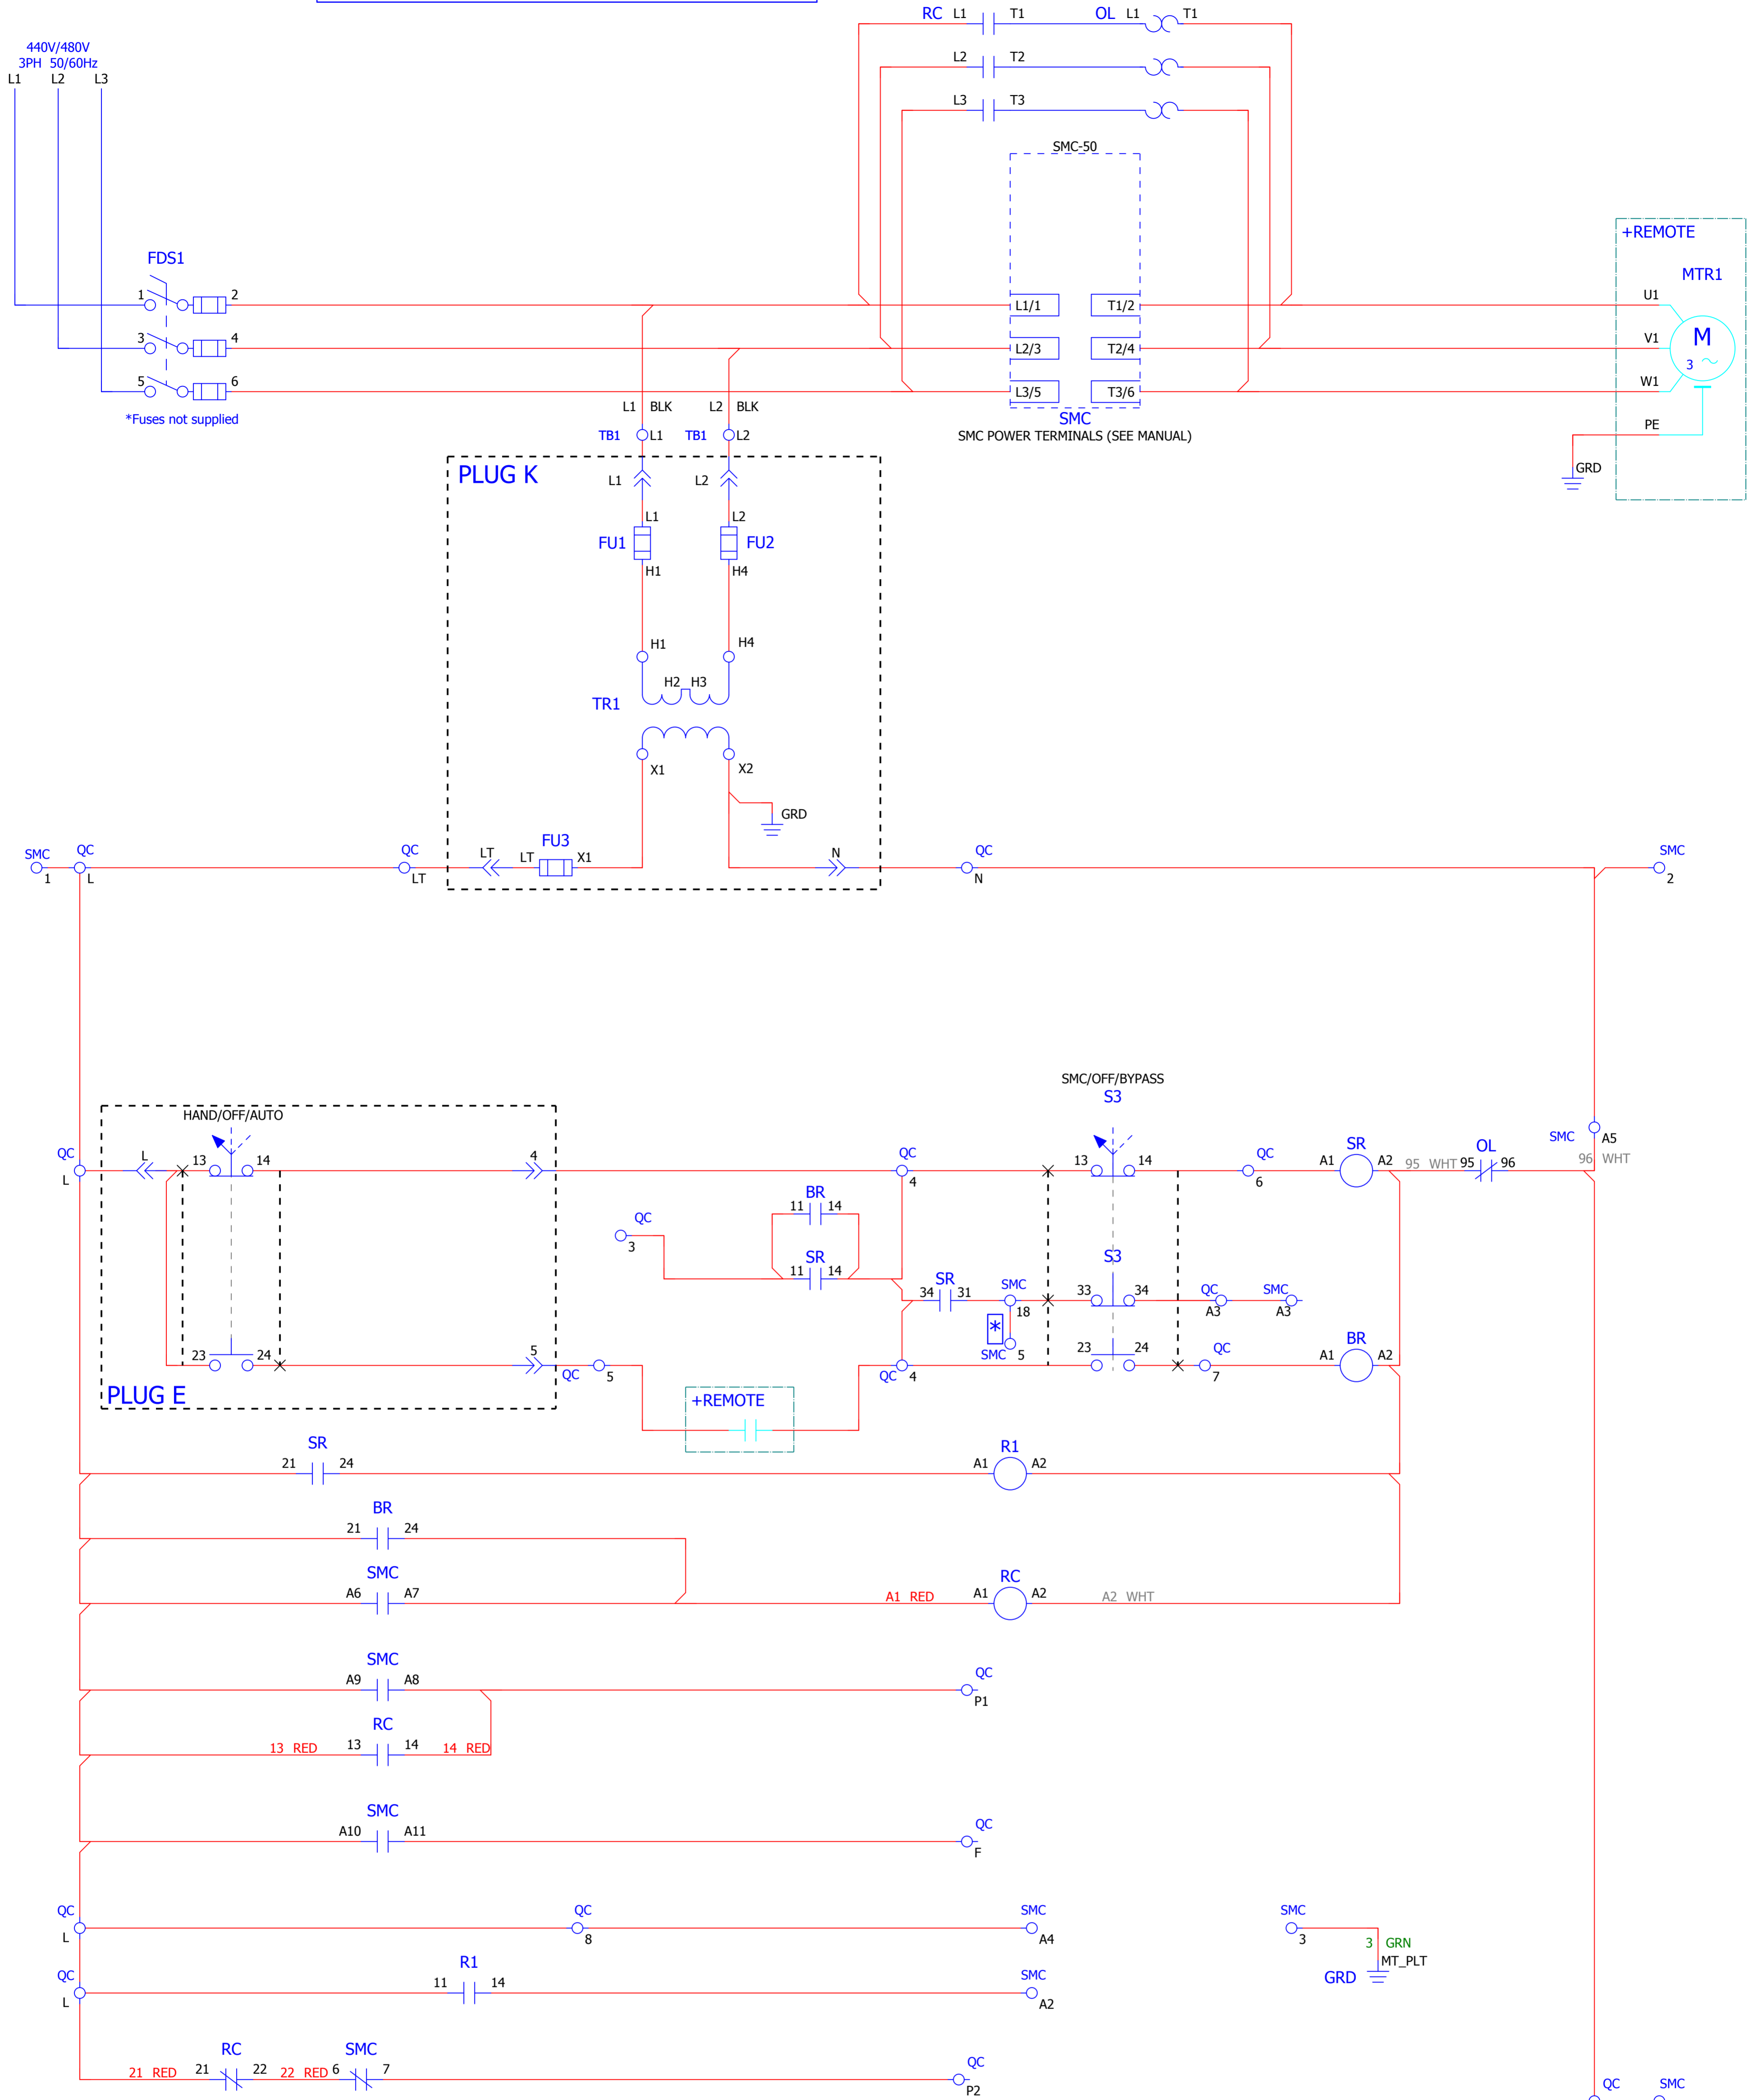 RC L1 T1 OL L1 T1
440V/480V
3PH 50/60Hz
L1 L2 L3
L2 T2
L3 T3
SMC-50
+REMOTE
FDS1
MTR1
1 2 L1/1 T1/2 U1
3 4 L2/3 T2/4 V1 M
3
5 6 L3/5 T3/6 W1
*Fuses not supplied
L1 BLK L2 BLK
SMC
PE
TB1 L1 TB1 L2
SMC POWER TERMINALS (SEE MANUAL)
GRD
PLUG K
L1 L2
L1 L2
FU1 FU2
H1 H4
H1 H4
H2 H3
TR1
X1 X2
GRD
SMC QC QC LT FU3 LT X1 N QC SMC
1 L LT N 2
SMC/OFF/BYPASS
S3
HAND/OFF/AUTO
QC L 13 14 4 QC 13 14 QC SR A1 A2 95 WHT 95 OL 96 SMC A5
96 WHT
L 4 6
BR
11 14
QC
3
SR
11 14
S3
SR
34 31 SMC 33 34 QC SMC
18 A3 A3
*
SMC 5
23 24 5 QC 5 QC 4 23 24 QC 7 BR A1 A2
PLUG E
+REMOTE
SR
21 24
R1
A1 A2
BR
21 24
SMC
A6 A7
A1 RED
RC
A1 A2
A2 WHT
SMC
A9 A8
QC
P1
RC
13 RED 13 14 14 RED
SMC
A10 A11
QC
F
QC QC SMC SMC
L 8 A4 3
3 GRN
MT_PLT
GRD
QC R1 SMC
L 11 14 A2
RC SMC
21 RED 21 22 22 RED 6 7
QC
P2
QC SMC